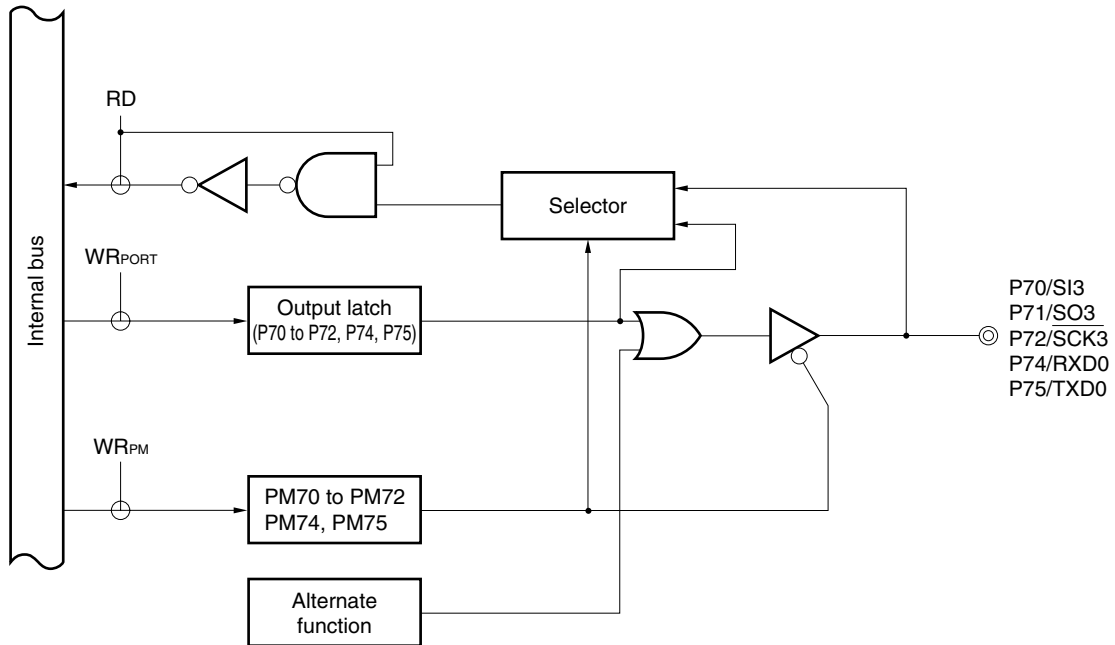 Internal bus
RD
Selector
WRPORT
Output latch
(P70 to P72, P74, P75)
P70/SI3
P71/SO3
P72/SCK3
P74/RXD0
P75/TXD0
WRPM
PM70 to PM72
PM74, PM75
Alternate
function